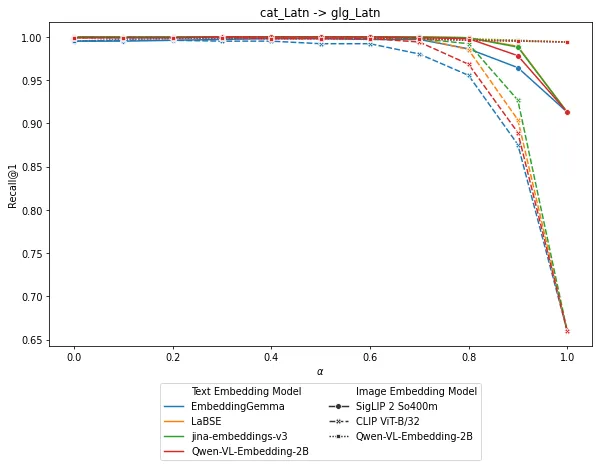 cat_Latn -> glg_Latn
Recall@1
1.00
0.95
0.90
0.85
0.80
0.75
0.70
0.65
0.0 0.2 0.4 0.6 0.8 1.0
α
Text Embedding Model
EmbeddingGemma
LaBSE
jina-embeddings-v3
Qwen-VL-Embedding-2B
Image Embedding Model
SigLIP 2 So400m
CLIP ViT-B/32
Qwen-VL-Embedding-2B